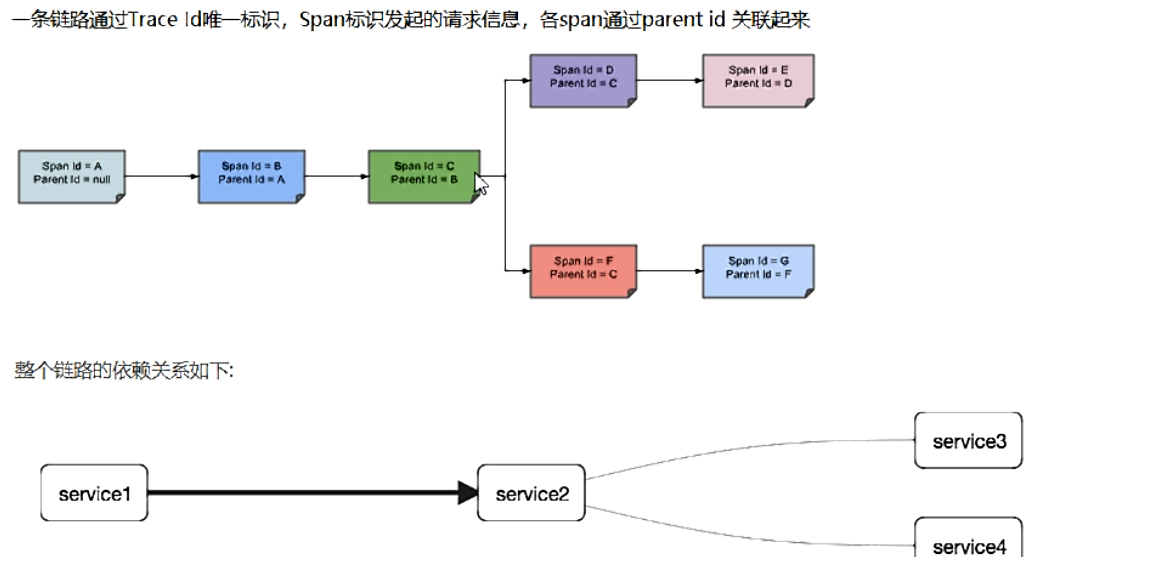 一条链路通过Trace Id唯一标识，Span标识发起的请求信息，各span通过parent id 关联起来
Span Id = D
Parent Id = C
Span Id = E
Parent Id = D
Span Id = A
Parent Id = null
Span Id = B
Parent Id = A
Span Id = C
Parent Id = B
Span Id = F
Parent Id = C
Span Id = G
Parent Id = F
整个链路的依赖关系如下:
service3
service1
service2
service4